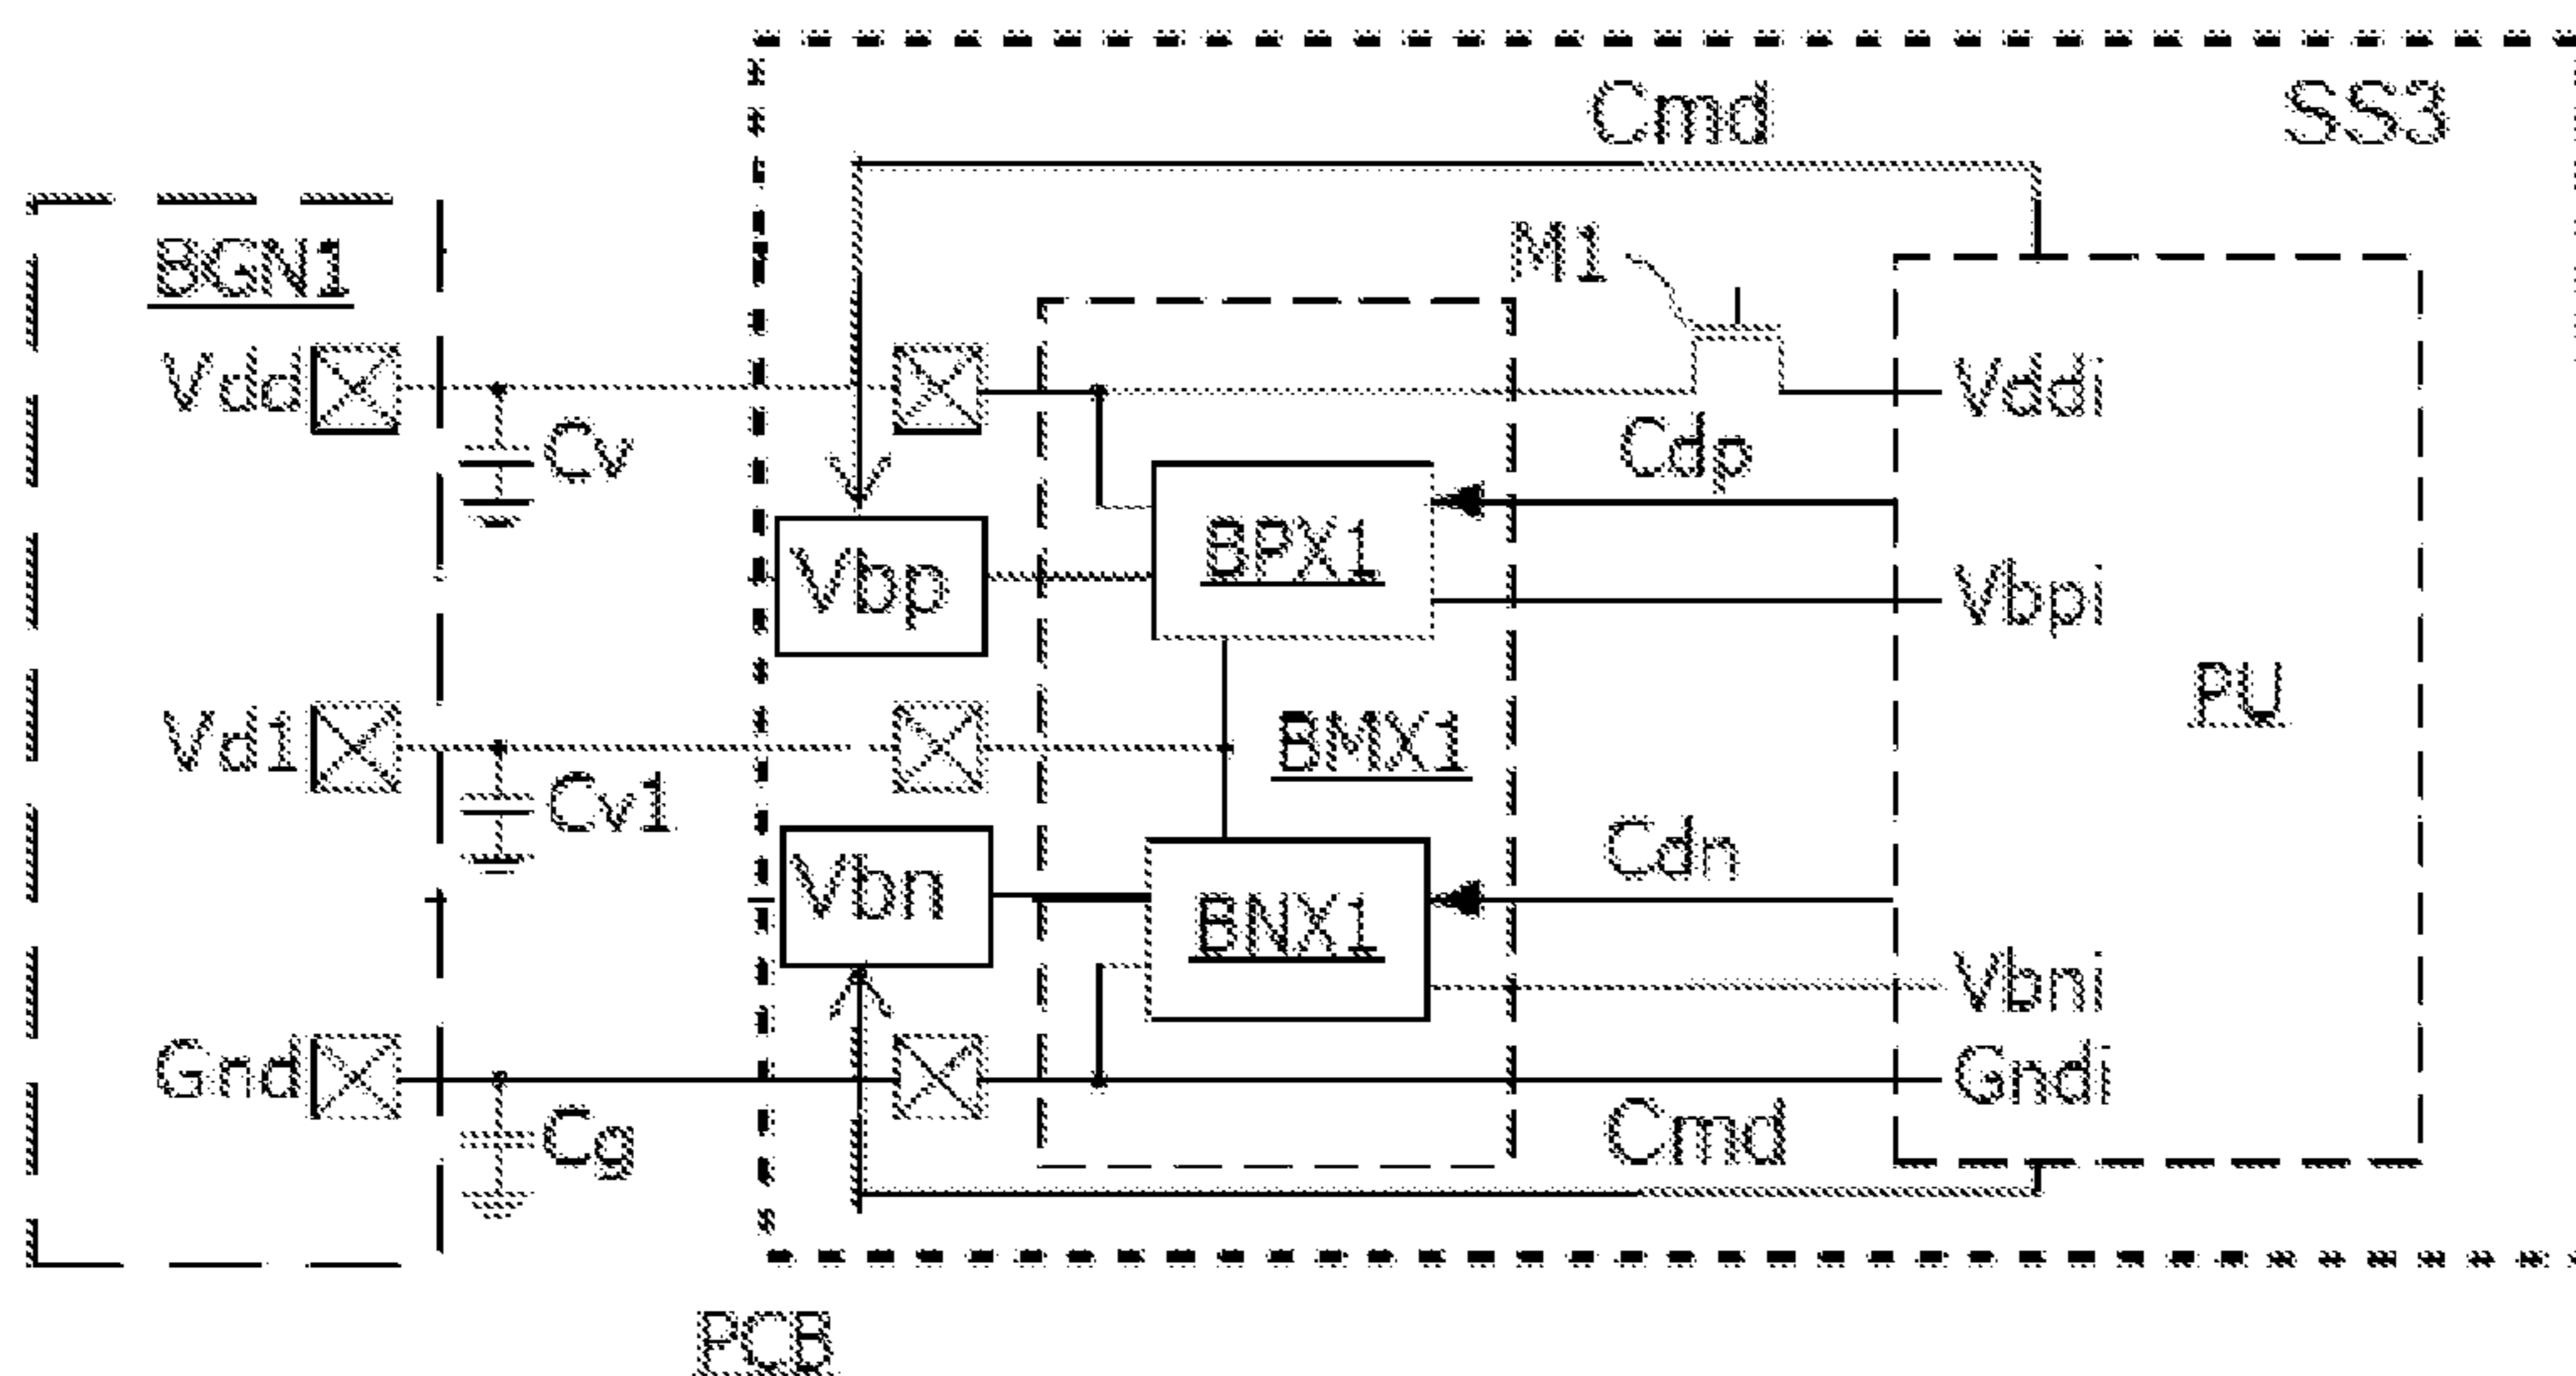 Cmd
SS3
BGN1
M1
Vdd
Vddi
Cv
Cdp
BPX1
Vbp
Vbpi
PU
Vd1
BMX1
Cv1
Cdn
Vbn
BNX1
Vbni
Gnd
Gndi
Cg
Cmd
PCB